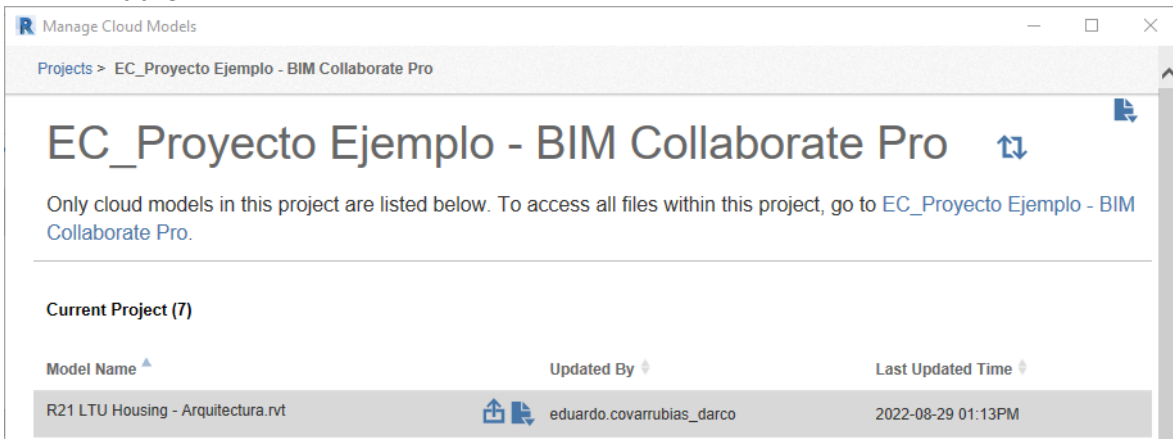 Manage Cloud Models
Projects > EC_Proyecto Ejemplo - BIM Collaborate Pro
EC_Proyecto Ejemplo - BIM Collaborate Pro
Only cloud models in this project are listed below. To access all files within this project, go to EC_Proyecto Ejemplo - BIM
Collaborate Pro.
Current Project (7)
Model Name Updated By Last Updated Time
R21 LTU Housing - Arquitectura.rvt eduardo.covarrubias_darco 2022-08-29 01:13PM